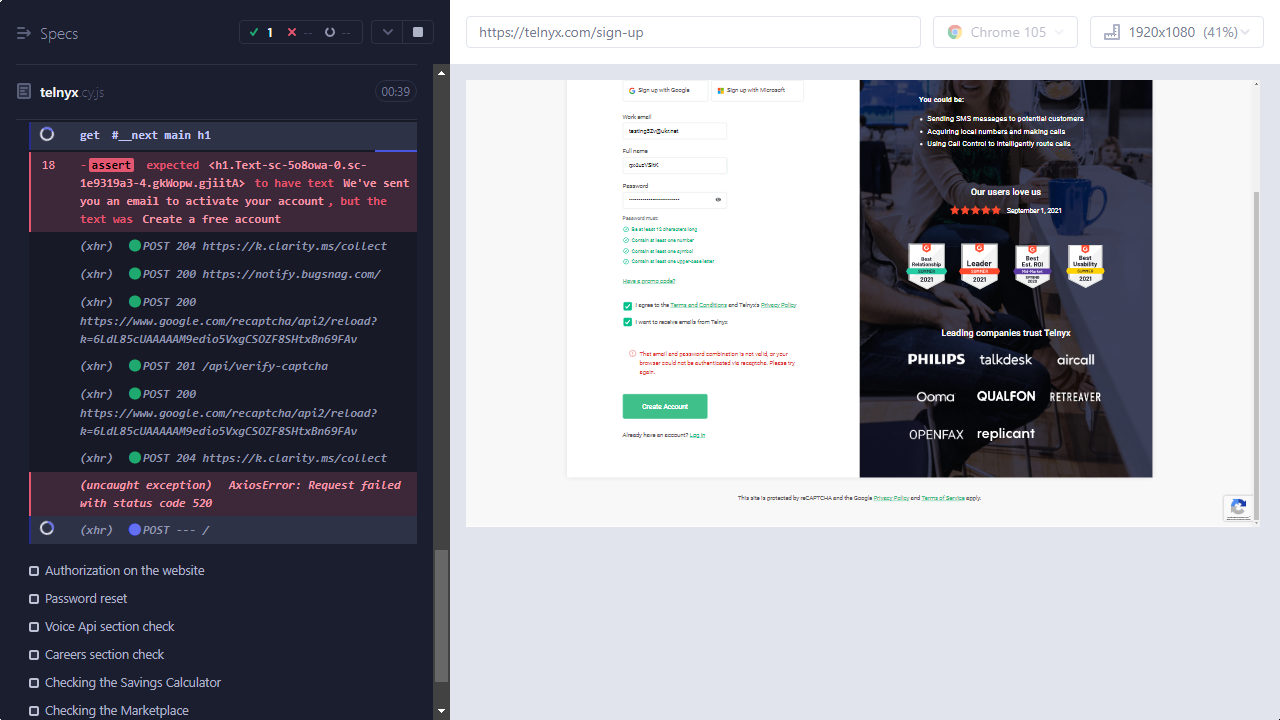 Specs
1
--
--
https://telnyx.com/sign-up
Chrome 105
1920x1080 (41%)
telnyx.cy.js
00:39
get #__next main h1
18 -assert expected <h1.Text-sc-5o8owa-0.sc-
1e9319a3-4.gkWopw.gjiitA> to have text We've sent
you an email to activate your account, but the
text was Create a free account
(xhr) POST 204 https://k.clarity.ms/collect
(xhr) POST 200 https://notify.bugsnag.com/
(xhr) POST 200
https://www.google.com/recaptcha/api2/reload?
k=6LdL85cUAAAAAM9edio5VxgCSOZF8SHtxBn69FAv
(xhr) POST 201 /api/verify-captcha
(xhr) POST 200
https://www.google.com/recaptcha/api2/reload?
k=6LdL85cUAAAAAM9edio5VxgCSOZF8SHtxBn69FAv
(xhr) POST 204 https://k.clarity.ms/collect
(uncaught exception) AxiosError: Request failed
with status code 520
(xhr) POST --- /
Authorization on the website
Password reset
Voice Api section check
Careers section check
Checking the Savings Calculator
Checking the Marketplace
Sign up with Google
Sign up with Microsoft
Work email
Full name
Password
Password must:
Be at least 12 characters long
Contain at least one number
Contain at least one symbol
Contain at least one upper-case letter
Have a promo code?
I agree to the Terms and Conditions and Telnyx's Privacy Policy
I want to receive emails from Telnyx
That email and password combination is not valid, or your
browser could not be authenticated via recaptcha. Please try
again.
Create Account
Already have an account? Log in
You could be:
Sending SMS messages to potential customers
Acquiring local numbers and making calls
Using Call Control to intelligently route calls
Our users love us
September 1, 2021
Best
Relationship
SUMMER
2021
Leader
SUMMER
2021
Best
Est. ROI
Mid-Market
SPRING
Best
Usability
SUMMER
2021
Leading companies trust Telnyx
PHILIPS
talkdesk
aircall
Ooma
QUALFON
RETREAVER
OPENFAX
replicant
This site is protected by reCAPTCHA and the Google Privacy Policy and Terms of Service apply.